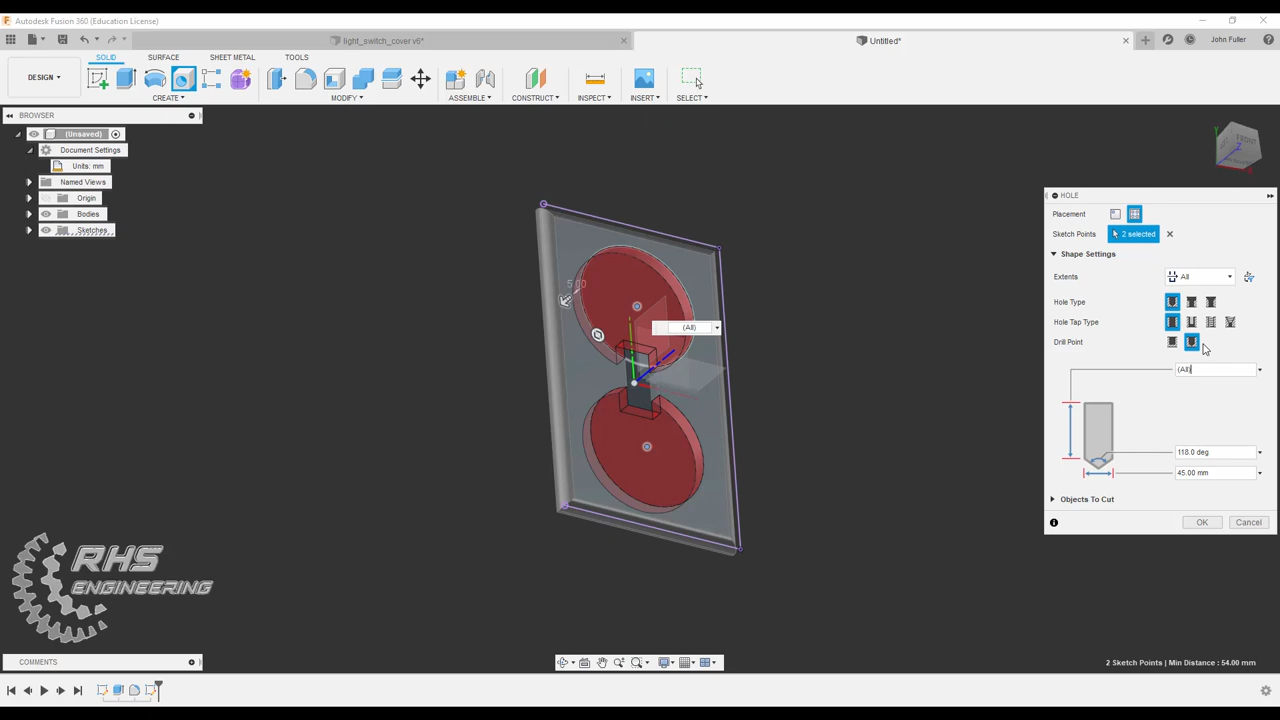 Autodesk Fusion 360 (Education License)
light_switch_cover v6*
Untitled*
John Fuller
DESIGN
SOLID
SURFACE
SHEET METAL
TOOLS
CREATE
MODIFY
ASSEMBLE
CONSTRUCT
INSPECT
INSERT
SELECT
BROWSER
(Unsaved)
Document Settings
Units: mm
Named Views
Origin
Bodies
Sketches
FRONT
Y
Z
X
5.00
(All)
HOLE
Placement
Sketch Points
2 selected
Shape Settings
Extents
All
Hole Type
Hole Tap Type
Drill Point
(All)
118.0 deg
45.00 mm
Objects To Cut
OK
Cancel
RHS
ENGINEERING
COMMENTS
2 Sketch Points | Min Distance : 54.00 mm